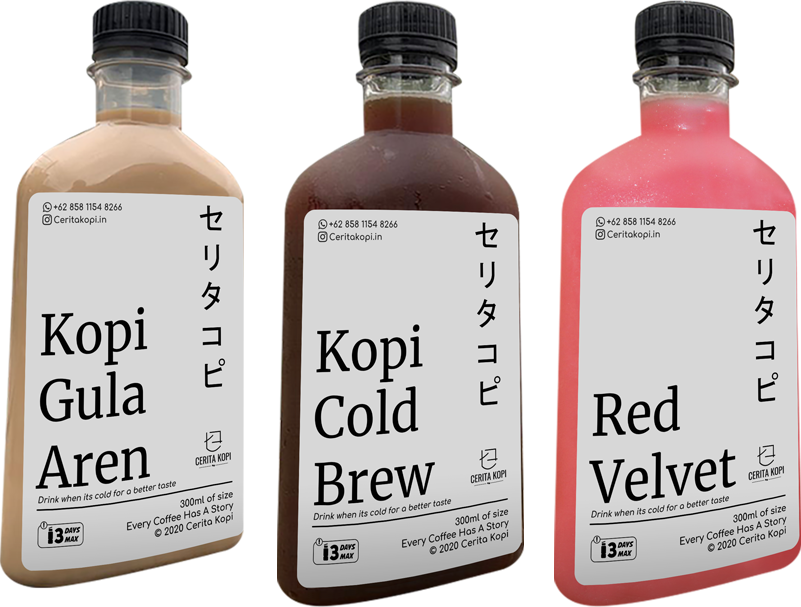 +62 858 1154 8266
Ceritakopi.in
セリタコピ
Kopi
Gula
Aren
CERITA KOPI
Drink when its cold for a better taste
3 DAYS
MAX
300ml of size
Every Coffee Has A Story
© 2020 Cerita Kopi
+62 858 1154 8266
Ceritakopi.in
セリタコピ
Kopi
Cold
Brew
CERITA KOPI
Drink when its cold for a better taste
3 DAYS
MAX
300ml of size
Every Coffee Has A Story
© 2020 Cerita Kopi
+62 858 1154 8266
Ceritakopi.in
セリタコピ
Red
Velvet
CERITA KOPI
Drink when its cold for a better taste
3 DAYS
MAX
300ml of size
Every Coffee Has A Story
© 2020 Cerita Kopi